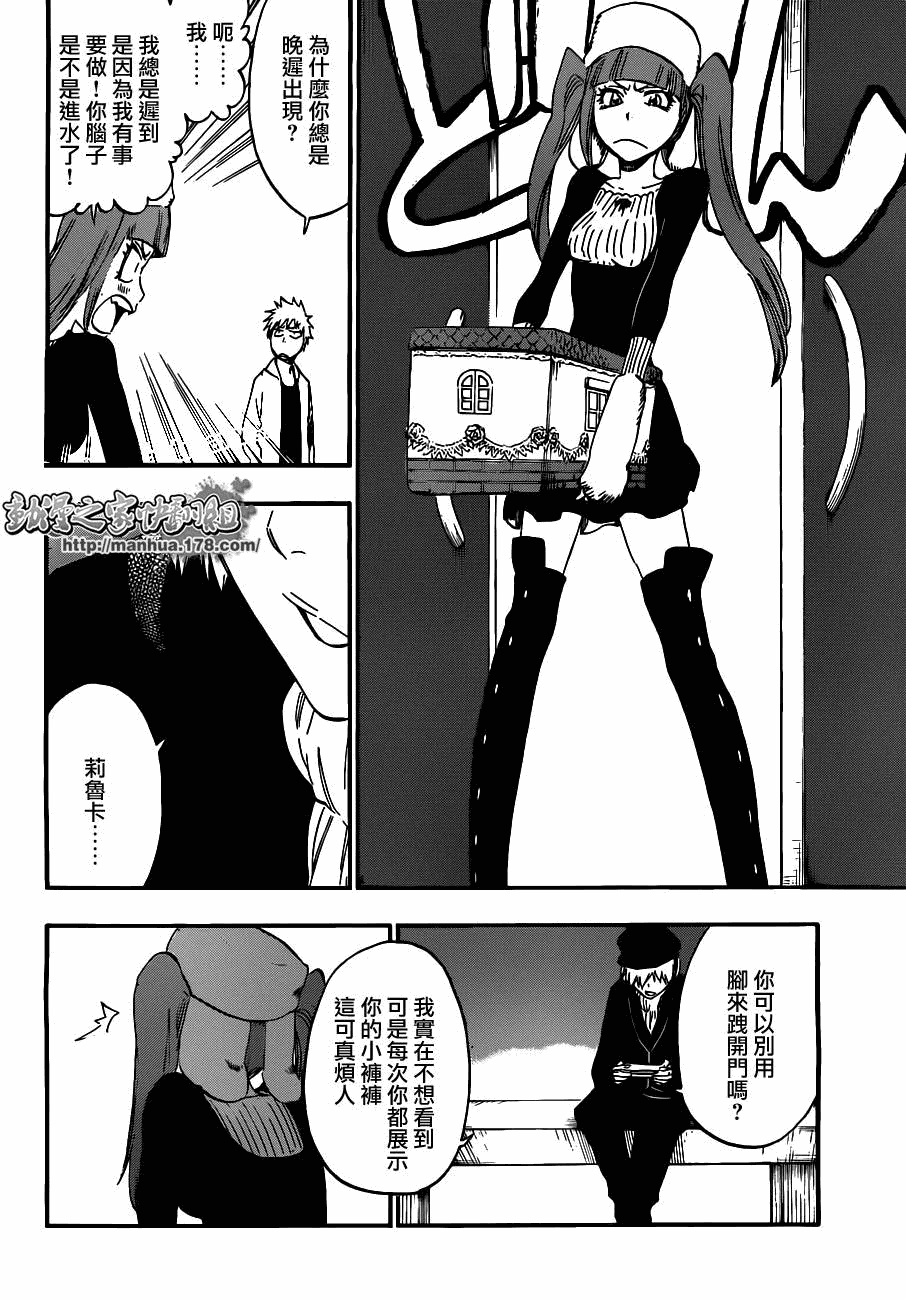 為什麼你總是
晚遲出現？
呃……
我……
我總是遲到
是因為我有事
要做！你腦子
是不是進水了！
動漫之家
http://manhua.178.com/
莉魯卡……
你可以別用
腳來跩開門嗎？
我實在不想看到
可是每次你都展示
你的小褲褲
這可真煩人